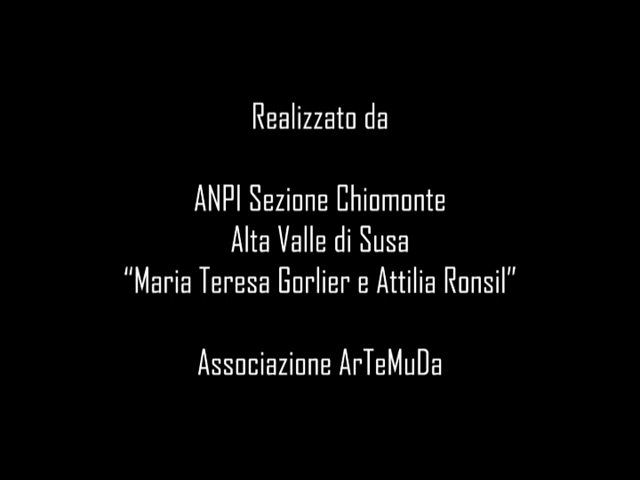 Realizzato da
ANPI Sezione Chiomonte
Alta Valle di Susa
“Maria Teresa Gorlier e Attilia Ronsil”
Associazione ArTeMuDa